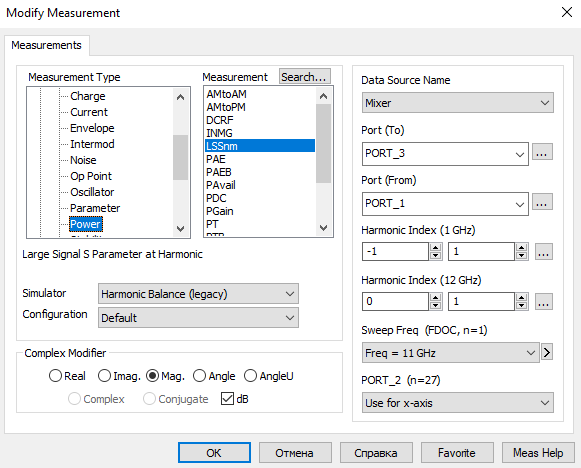 Modify Measurement
Measurements
Measurement Type
Charge
Current
Envelope
Intermod
Noise
Op Point
Oscillator
Parameter
Power
Measurement
Search...
AMtoAM
AMtoPM
DCRF
INMG
LSSnm
PAE
PAEB
PAvail
PDC
PGain
PT
Large Signal S Parameter at Harmonic
Simulator
Harmonic Balance (legacy)
Configuration
Default
Complex Modifier
Real Imag. Mag. Angle AngleU
Complex Conjugate dB
Data Source Name
Mixer
Port (To)
PORT_3
...
Port (From)
PORT_1
...
Harmonic Index (1 GHz)
-1 1 ...
Harmonic Index (12 GHz)
0 1 ...
Sweep Freq (FDOC, n=1)
Freq = 11 GHz
PORT_2 (n=27)
Use for x-axis
OK Отмена Справка Favorite Meas Help